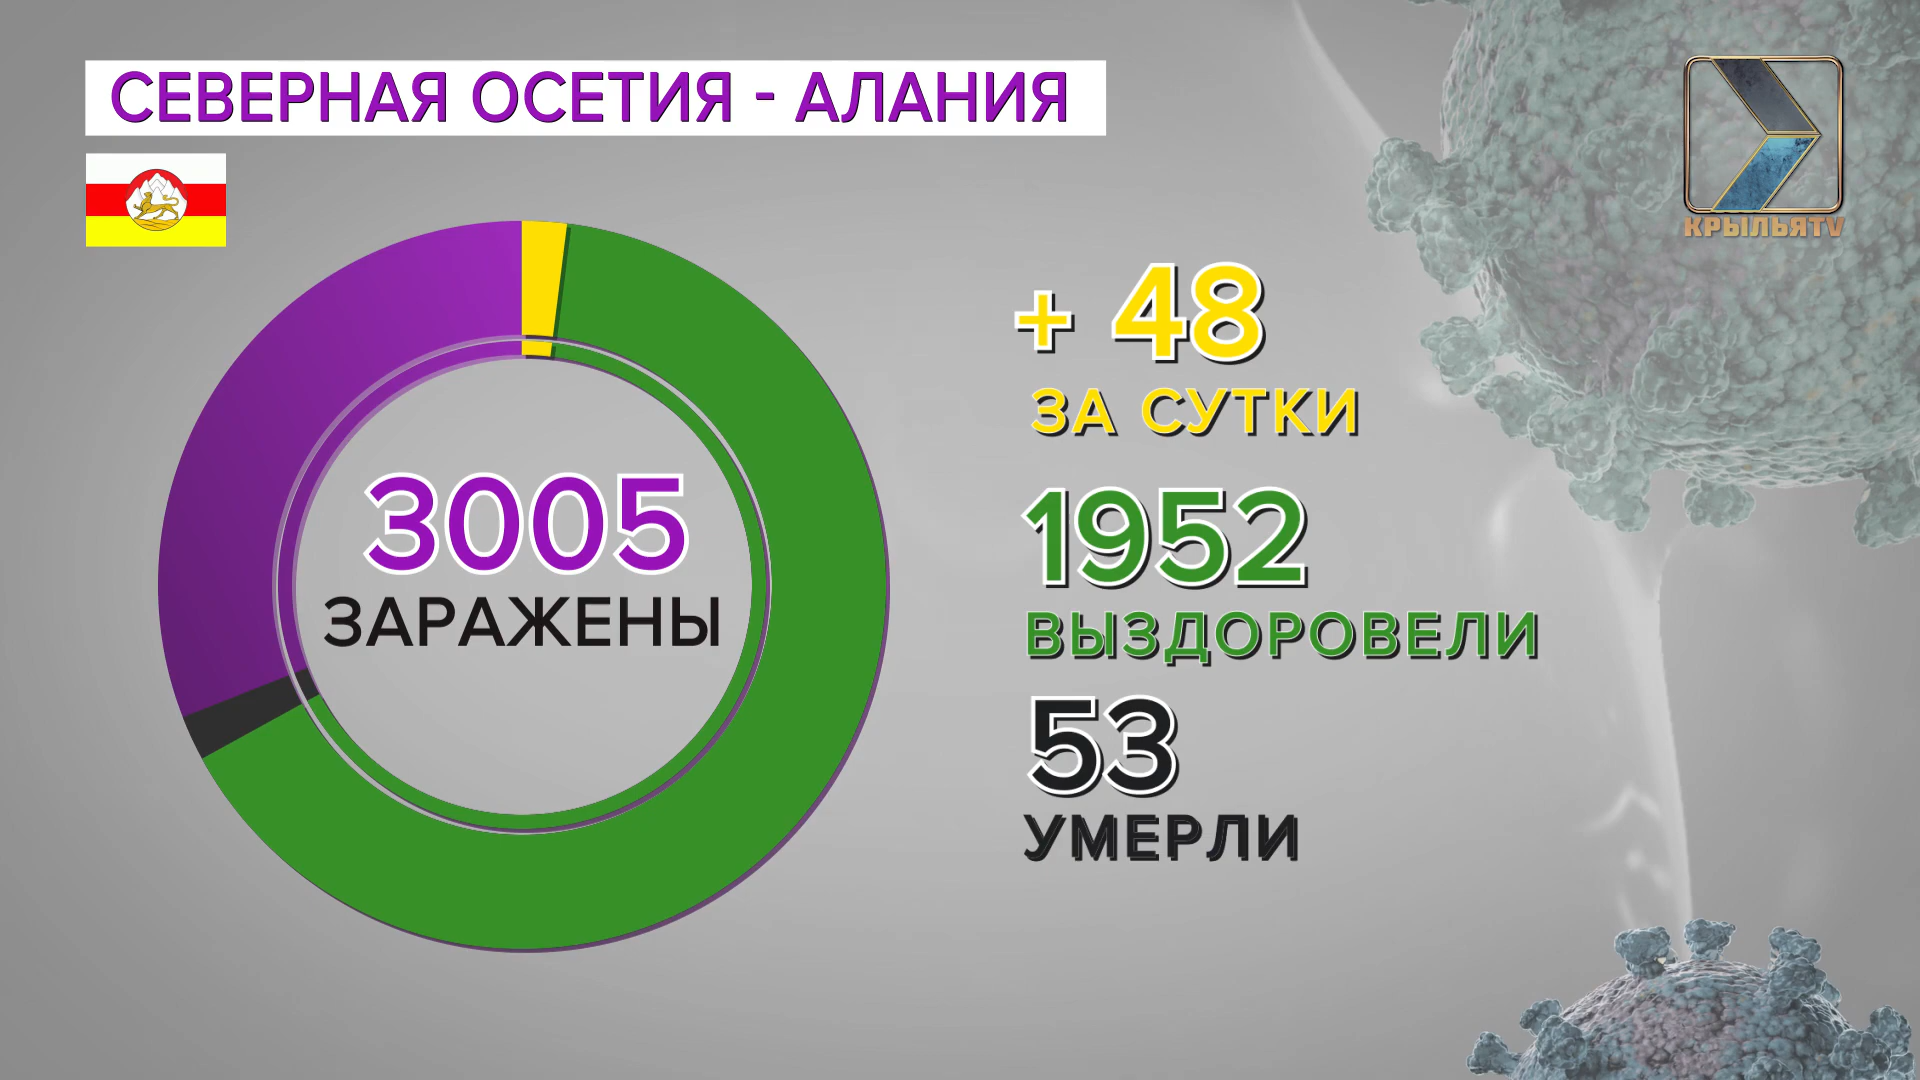 СЕВЕРНАЯ ОСЕТИЯ - АЛАНИЯ
КРЫЛЬЯTV
3005
ЗАРАЖЕНЫ
+ 48
ЗА СУТКИ
1952
ВЫЗДОРОВЕЛИ
53
УМЕРЛИ